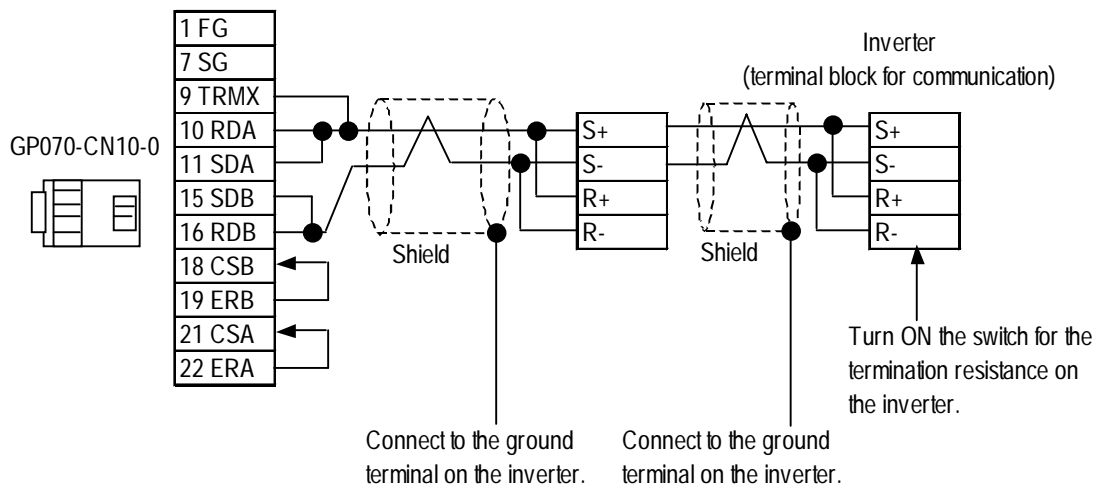 GP070-CN10-0
1 FG
7 SG
9 TRMX
10 RDA
11 SDA
15 SDB
16 RDB
18 CSB
19 ERB
21 CSA
22 ERA
Shield
S+
S-
R+
R-
Shield
Inverter
(terminal block for communication)
S+
S-
R+
R-
Turn ON the switch for the
termination resistance on
the inverter.
Connect to the ground
terminal on the inverter.
Connect to the ground
terminal on the inverter.